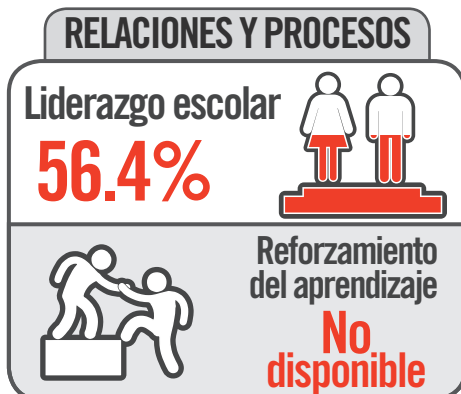 RELACIONES Y PROCESOS
Liderazgo escolar
56.4%
Reforzamiento
del aprendizaje
No
disponible